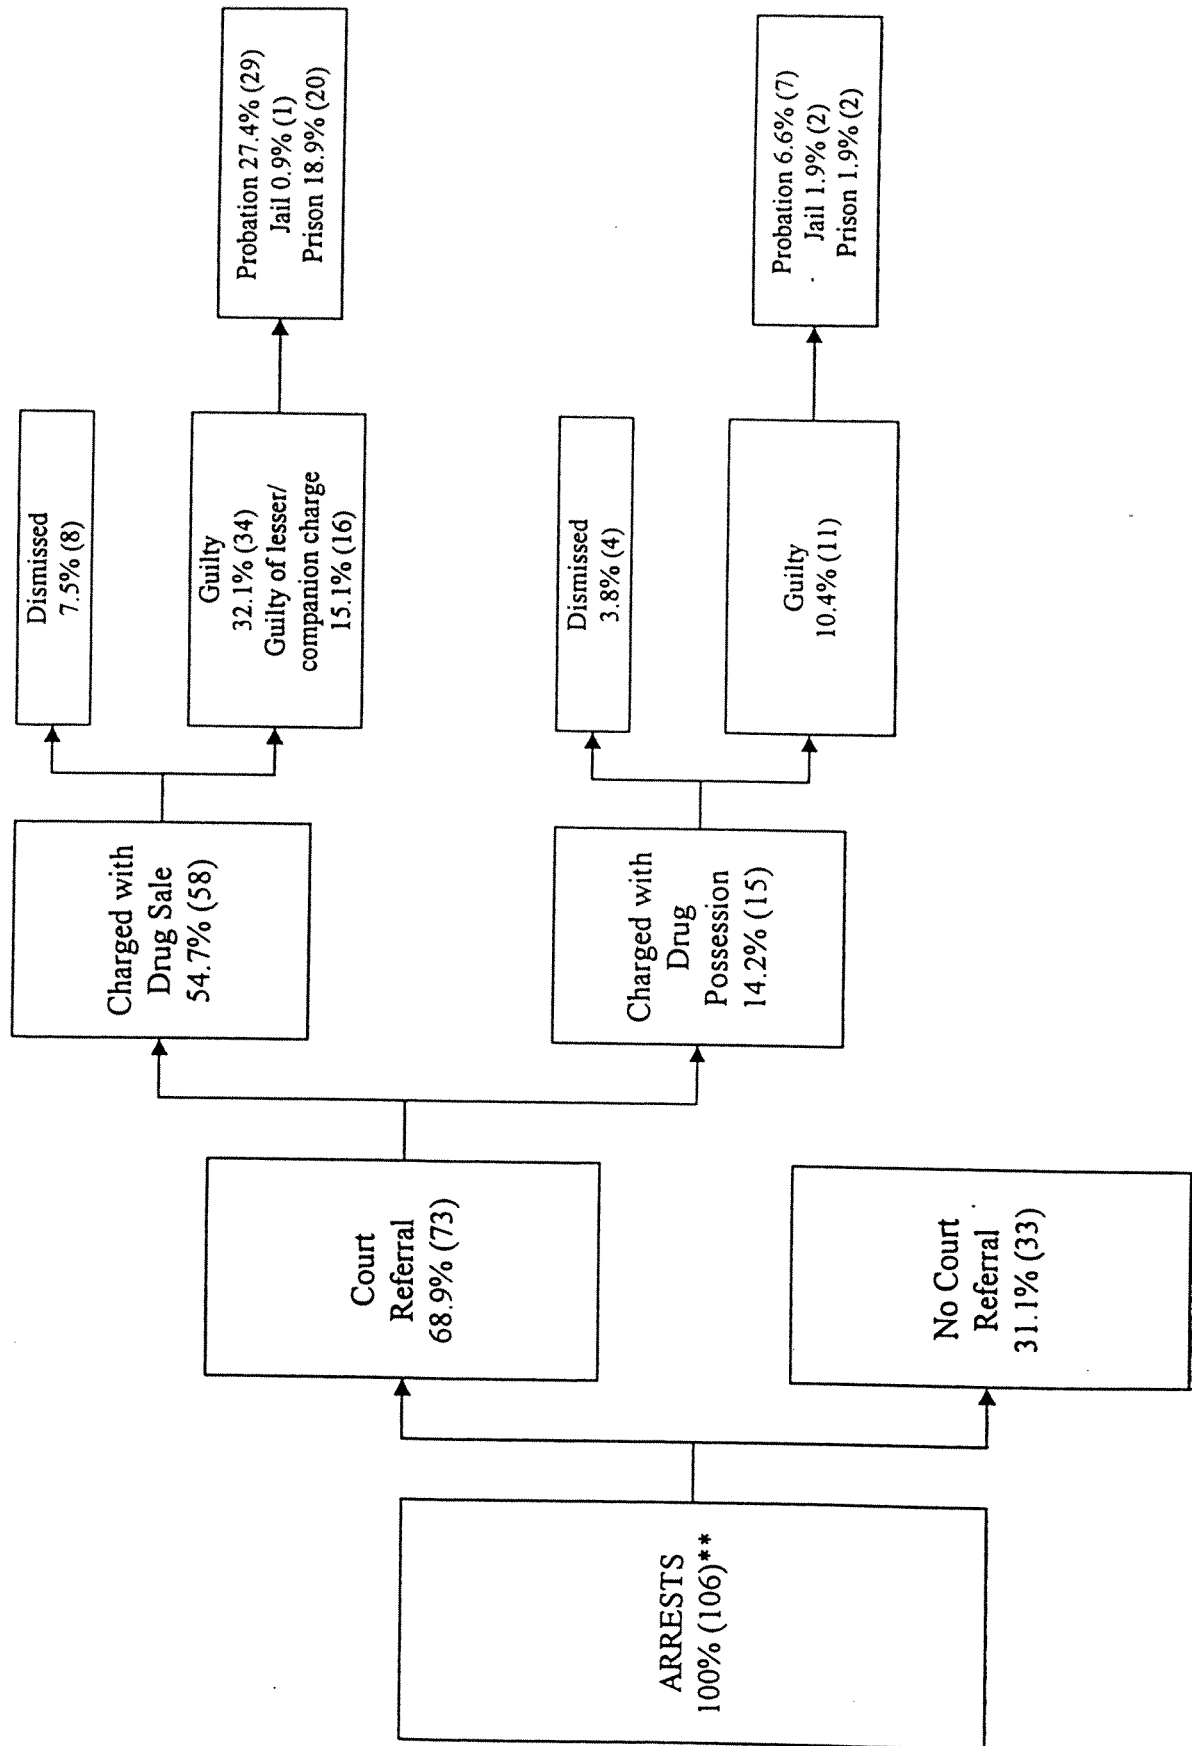 ARRESTS
100% (106)**
Court
Referral
68.9% (73)
No Court
Referral
31.1% (33)
Charged with
Drug Sale
54.7% (58)
Charged with
Drug
Possession
14.2% (15)
Dismissed
7.5% (8)
Guilty
32.1% (34)
Guilty of lesser/
companion charge
15.1% (16)
Dismissed
3.8% (4)
Guilty
10.4% (11)
Probation 27.4% (29)
Jail 0.9% (1)
Prison 18.9% (20)
Probation 6.6% (7)
Jail 1.9% (2)
Prison 1.9% (2)